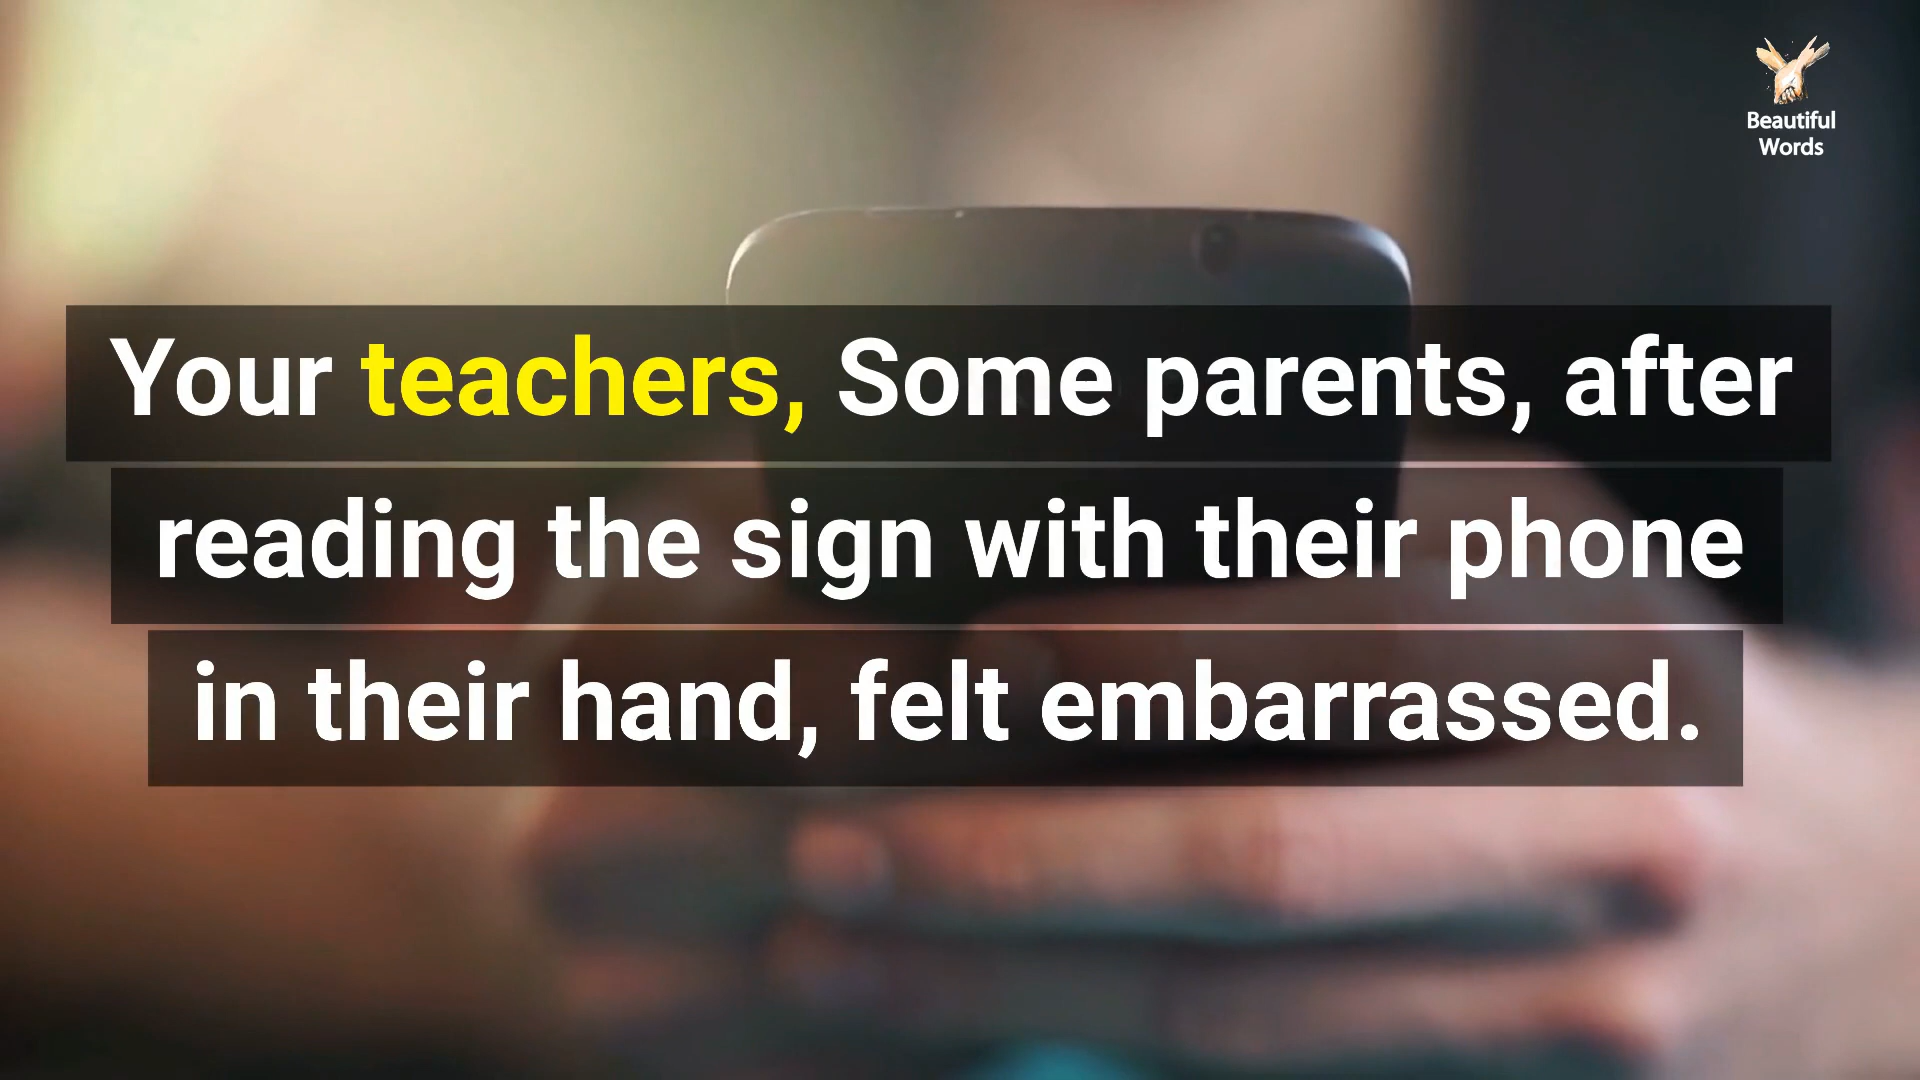 Beautiful
Words
Your teachers, Some parents, after
reading the sign with their phone
in their hand, felt embarrassed.